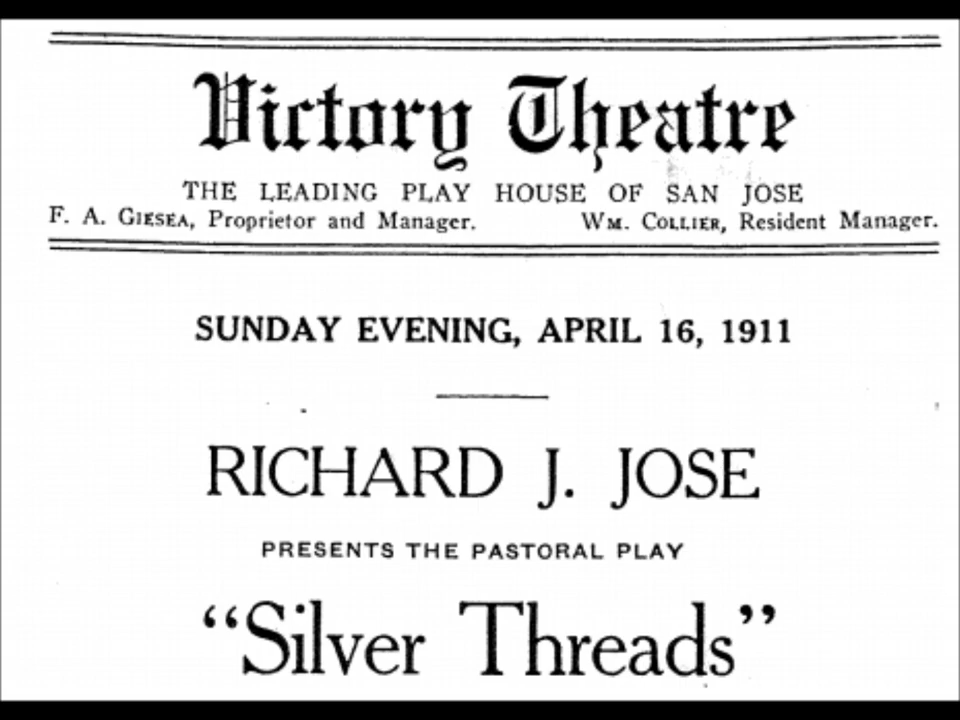 Victory Theatre
THE LEADING PLAY HOUSE OF SAN JOSE
F. A. GIESEA, Proprietor and Manager. WM. COLLIER, Resident Manager.
SUNDAY EVENING, APRIL 16, 1911
RICHARD J. JOSE
PRESENTS THE PASTORAL PLAY
“Silver Threads”